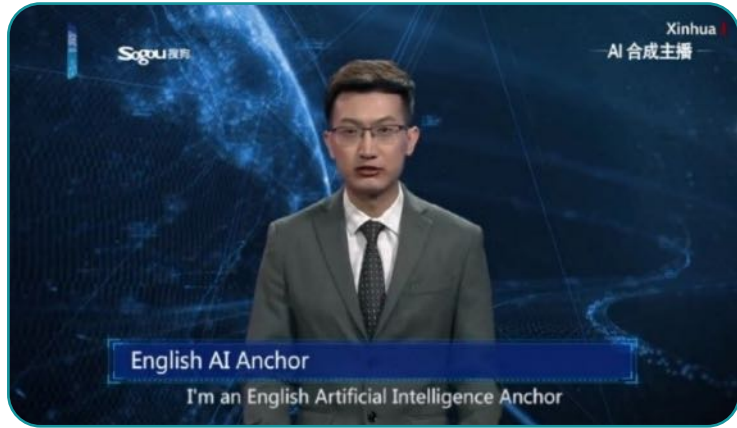 Sogou 搜狗
Xinhua
AI 合成主播
English AI Anchor
I'm an English Artificial Intelligence Anchor